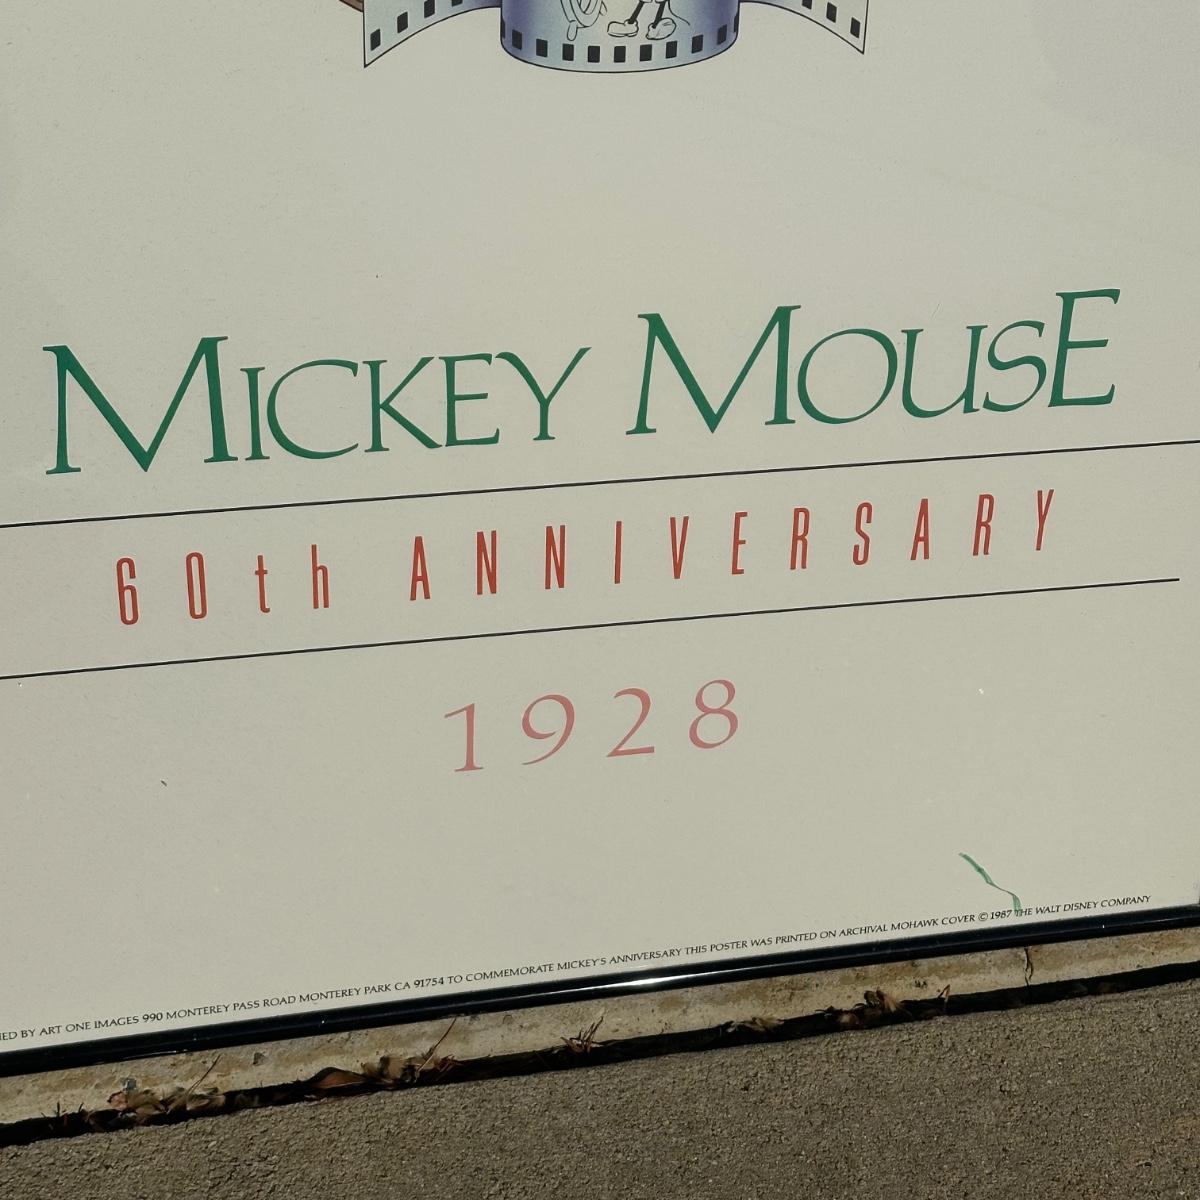 MICKEY MOUSE
60th ANNIVERSARY
1928
BY ART ONE IMAGES 990 MONTEREY PASS ROAD MONTEREY PARK CA 91754 TO COMMEMORATE MICKEY'S ANNIVERSARY THIS POSTER WAS PRINTED ON ARCHIVAL MOHAWK COVER © 1987 THE WALT DISNEY COMPANY